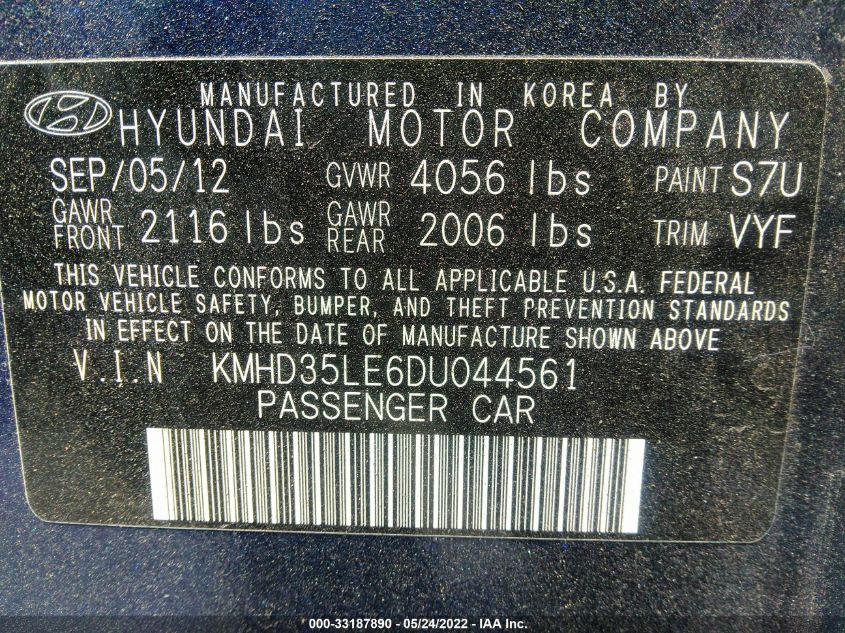 MANUFACTURED IN KOREA BY
HYUNDAI MOTOR COMPANY
SEP/05/12 GVWR 4056 lbs PAINT S7U
GAWR FRONT 2116 lbs GAWR REAR 2006 lbs TRIM VYF
THIS VEHICLE CONFORMS TO ALL APPLICABLE U.S.A. FEDERAL
MOTOR VEHICLE SAFETY, BUMPER, AND THEFT PREVENTION STANDARDS
IN EFFECT ON THE DATE OF MANUFACTURE SHOWN ABOVE
V.I.N KMHD35LE6DU044561
PASSENGER CAR
000-33187890 - 05/24/2022 - IAA Inc.